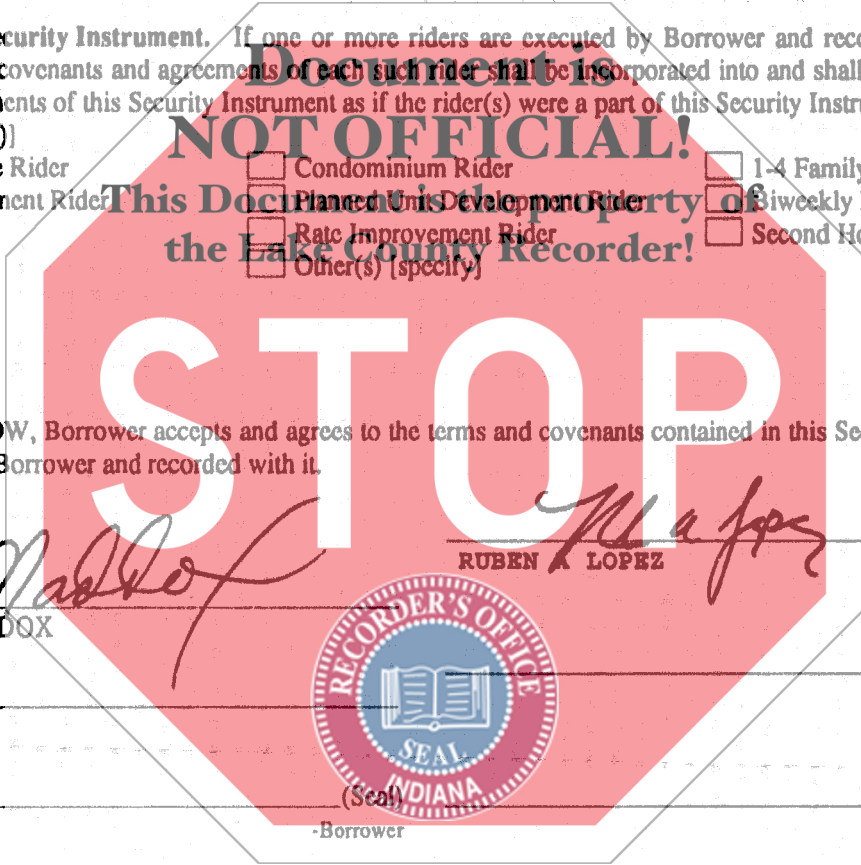 curity Instrument. If one or more riders are executed by Borrower and reco
covenants and agreements of each such rider shall be incorporated into and shall
ents of this Security Instrument as if the rider(s) were a part of this Security Instr
)]
Rider
Condominium Rider
1-4 Family
nent Rider
Planned Unit Development Rider
Biweekly
Rate Improvement Rider
Second Ho
Other(s) [specify]
Document is
NOT OFFICIAL!
This Document is the property of
the Lake County Recorder!
STOP
OW, Borrower accepts and agrees to the terms and covenants contained in this Se
Borrower and recorded with it.
RUBEN A LOPEZ
DOX
RECORDER'S OFFICE
SEAL
INDIANA
(Seal)
-Borrower